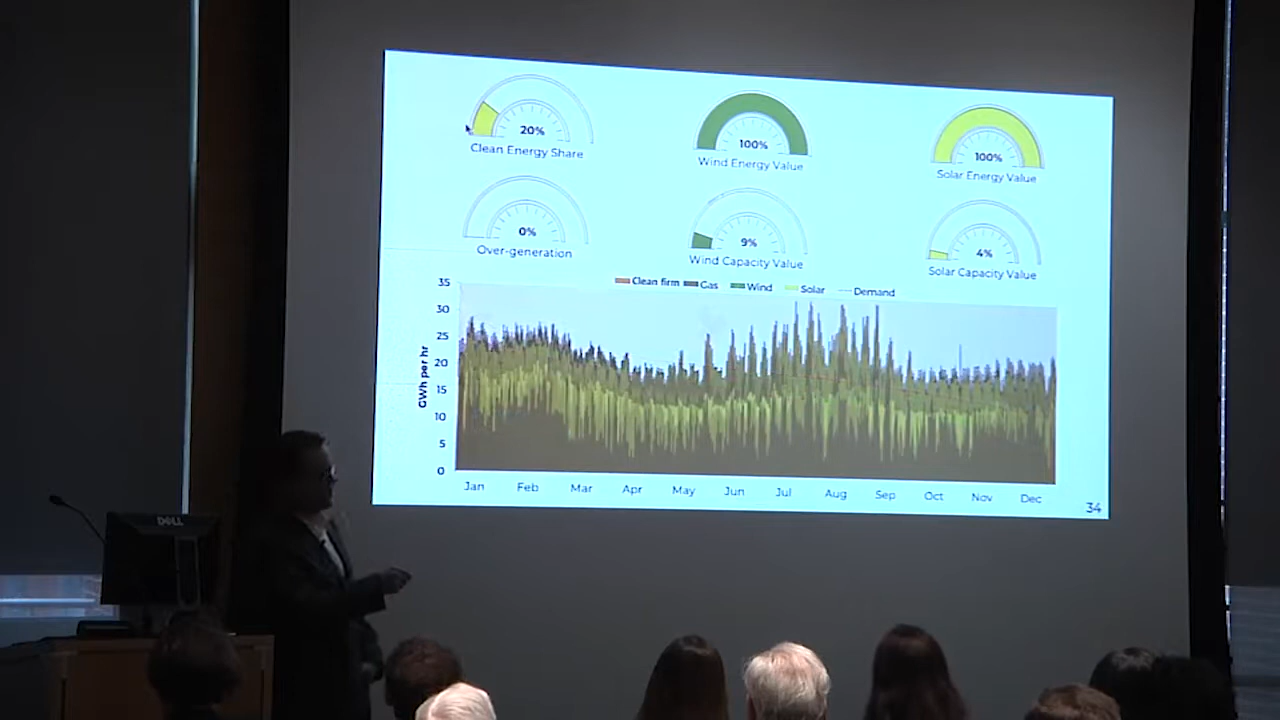 20%
Clean Energy Share
100%
Wind Energy Value
100%
Solar Energy Value
0%
Over-generation
9%
Wind Capacity Value
4%
Solar Capacity Value
Clean firm Gas Wind Solar Demand
GWh per hr
35
30
25
20
15
10
5
0
Jan Feb Mar Apr May Jun Jul Aug Sep Oct Nov Dec
34
DELL